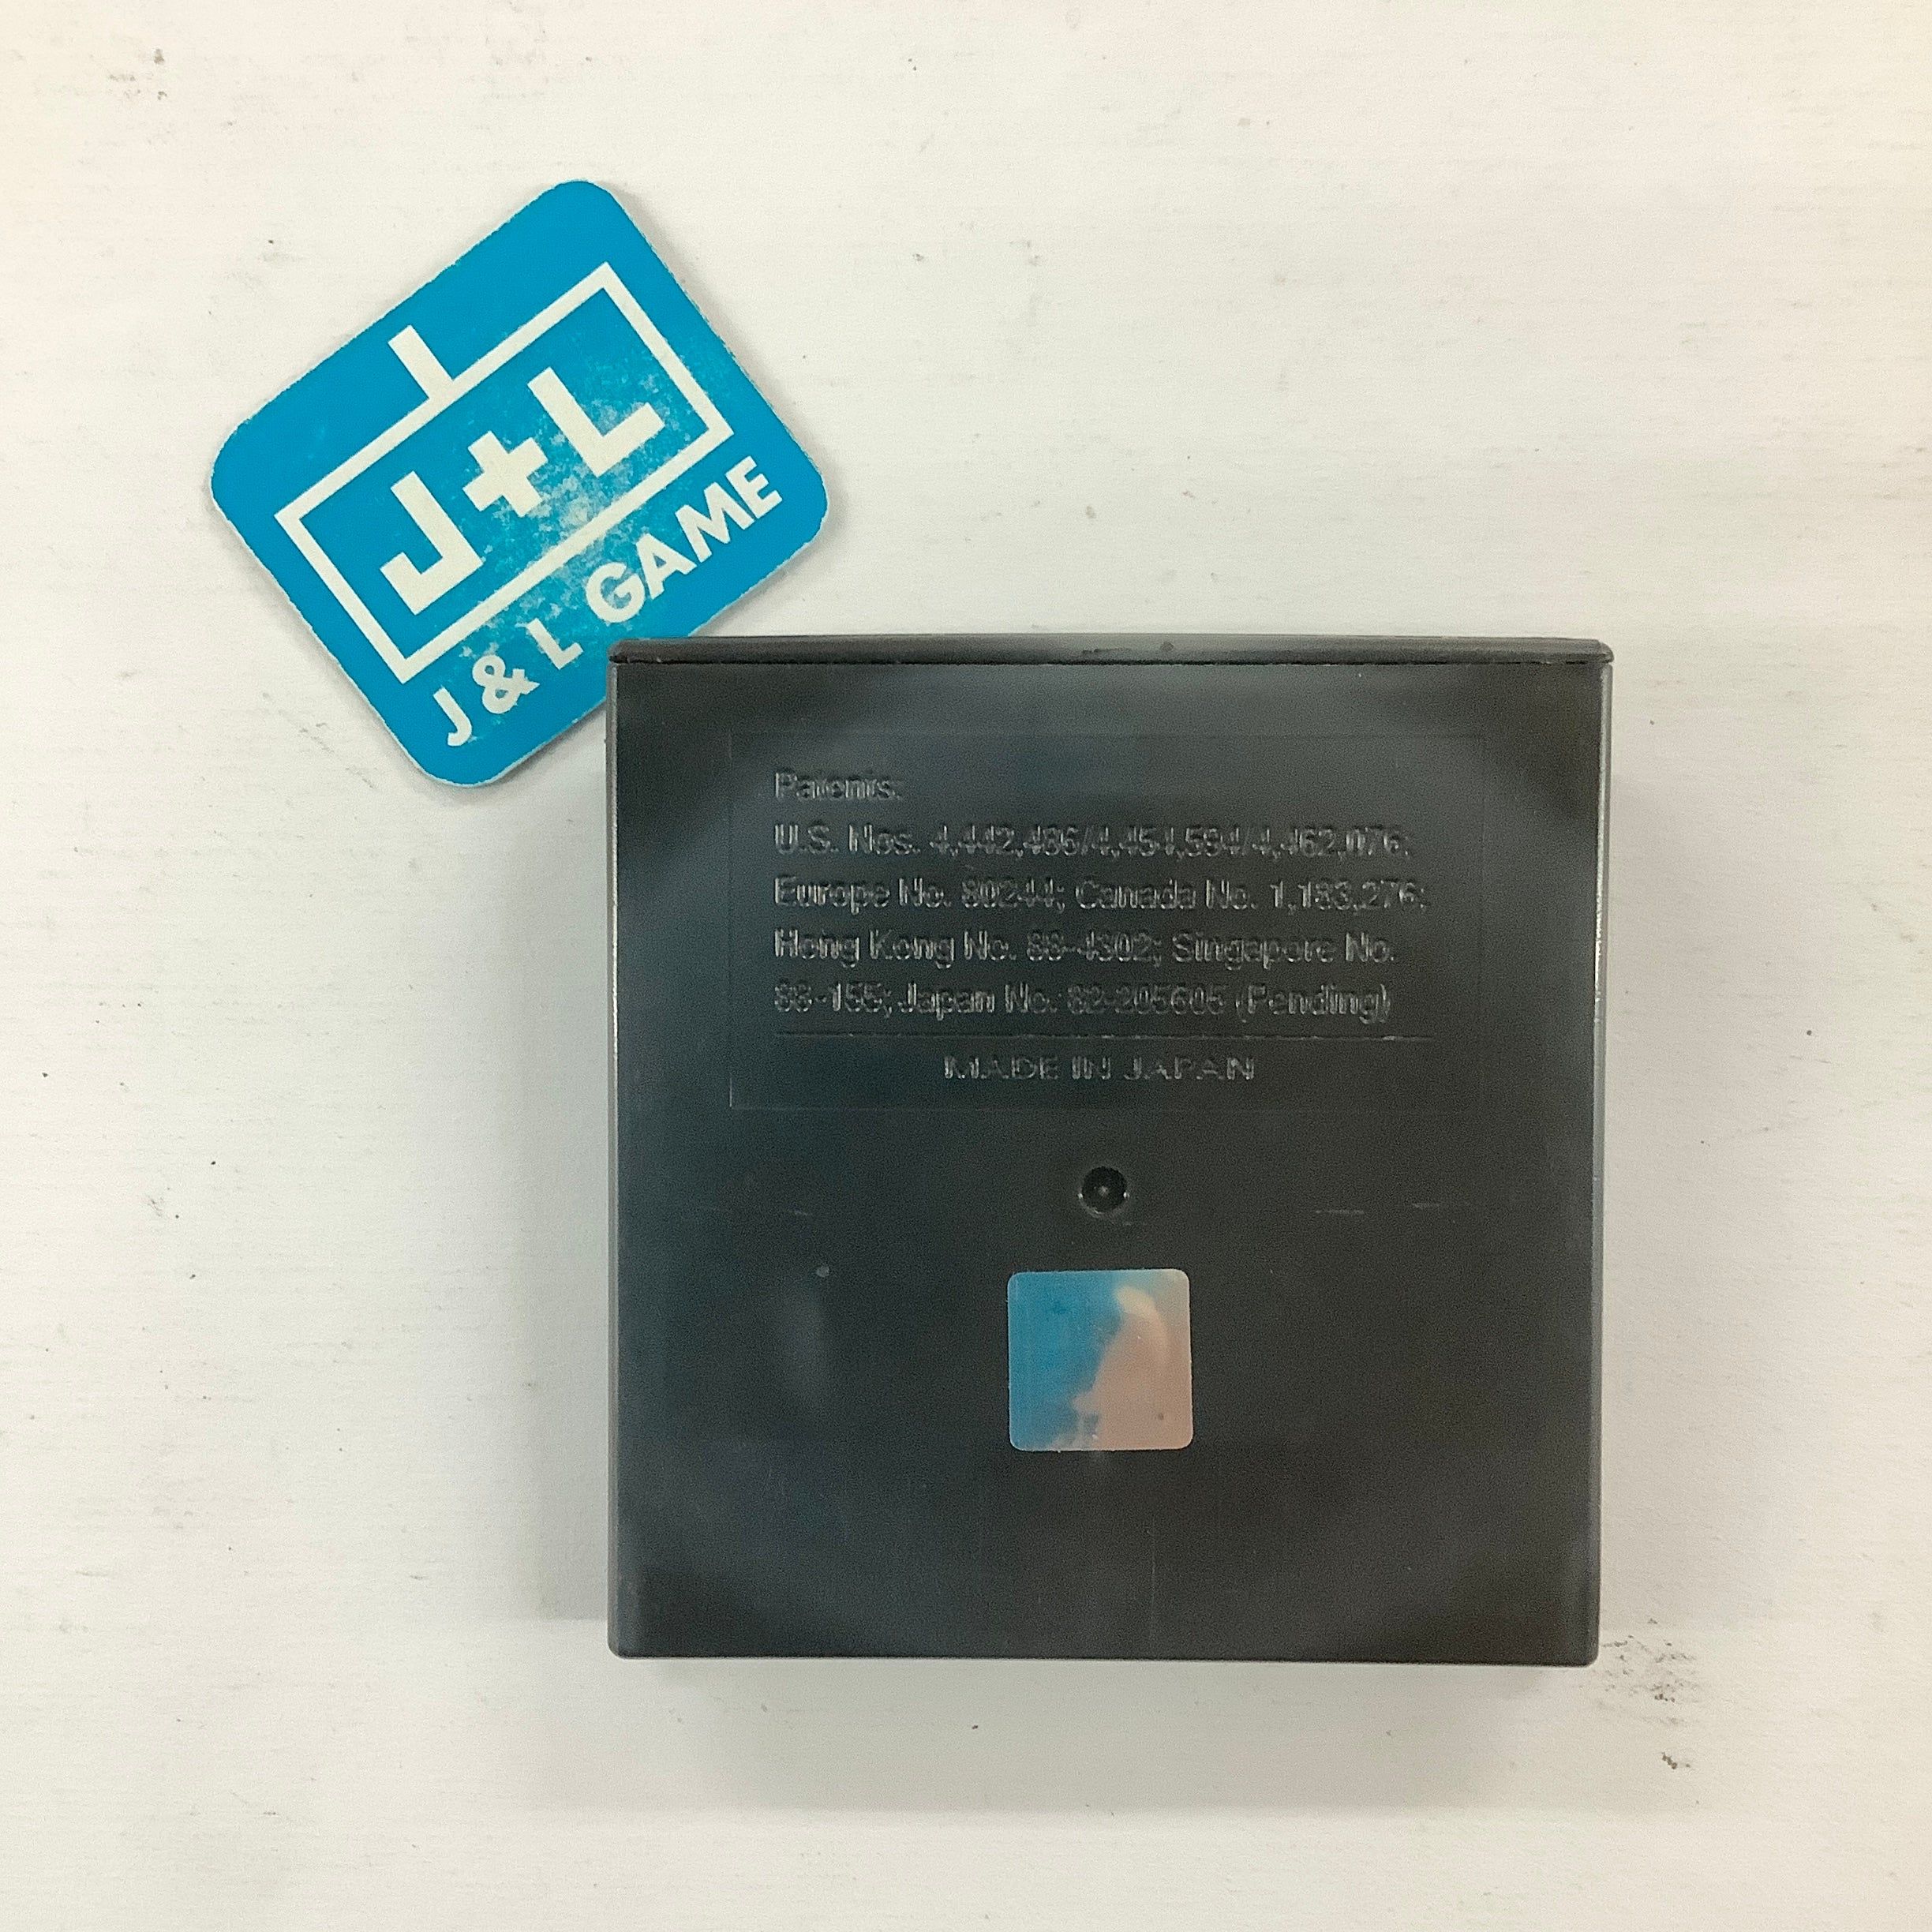 J+L
J & L GAME
Patents:
U.S. Nos. 4,442,486/4,454,594/4,462,076;
Europe No. 80244; Canada No. 1,183,276;
Hong Kong No. 88-4302; Singapore No.
88-155; Japan No. 82-205605 (Pending)
MADE IN JAPAN